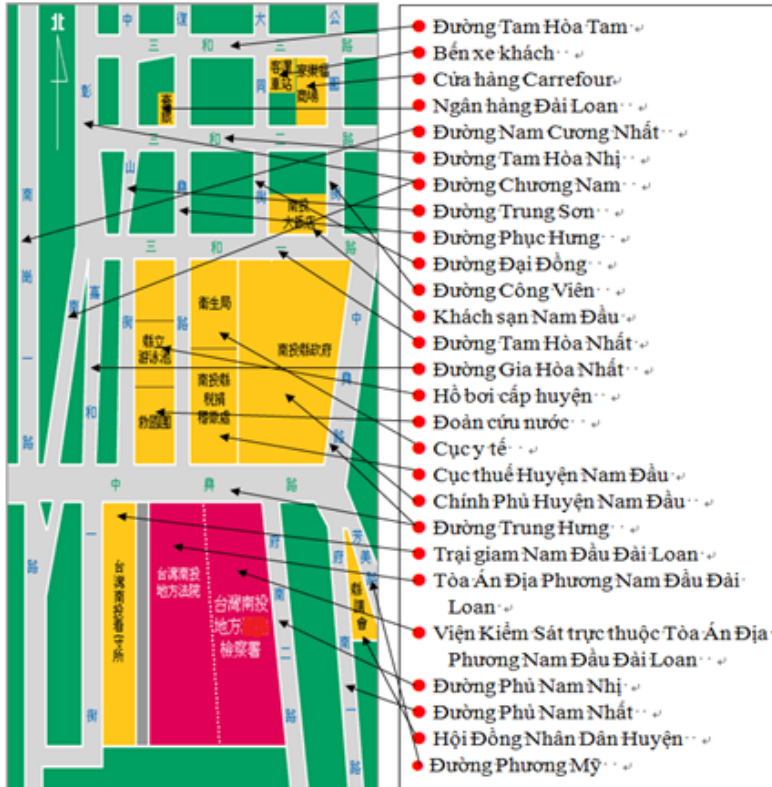 北
中
復
大
公
三和三路
客運
車站
家樂福
商場
同
園
彰
臺銀
三和二路
南
山
興
街
街
南投
大飯店
三和一路
崗
南
嘉
街
路
衛生局
中
縣立
游泳池
南投縣政府
興
一
和
南投縣
稅捐
稽徵處
救國團
路
路
中興路
一
台灣南投看守所
台灣南投
地方法院
府
芳美路
府
縣議會
路
台灣南投
地方
檢察署
南
南
二
一
街
路
路
Đường Tam Hòa Tam
Bến xe khách
Cửa hàng Carrefour
Ngân hàng Đài Loan
Đường Nam Cương Nhất
Đường Tam Hòa Nhị
Đường Chương Nam
Đường Trung Sơn
Đường Phục Hưng
Đường Đại Đồng
Đường Công Viên
Khách sạn Nam Đầu
Đường Tam Hòa Nhất
Đường Gia Hòa Nhất
Hồ bơi cấp huyện
Đoàn cứu nước
Cục y tế
Cục thuế Huyện Nam Đầu
Chính Phủ Huyện Nam Đầu
Đường Trung Hưng
Trại giam Nam Đầu Đài Loan
Tòa Án Địa Phương Nam Đầu Đài
Loan
Viện Kiểm Sát trực thuộc Tòa Án Địa
Phương Nam Đầu Đài Loan
Đường Phủ Nam Nhị
Đường Phủ Nam Nhất
Hội Đồng Nhân Dân Huyện
Đường Phương Mỹ